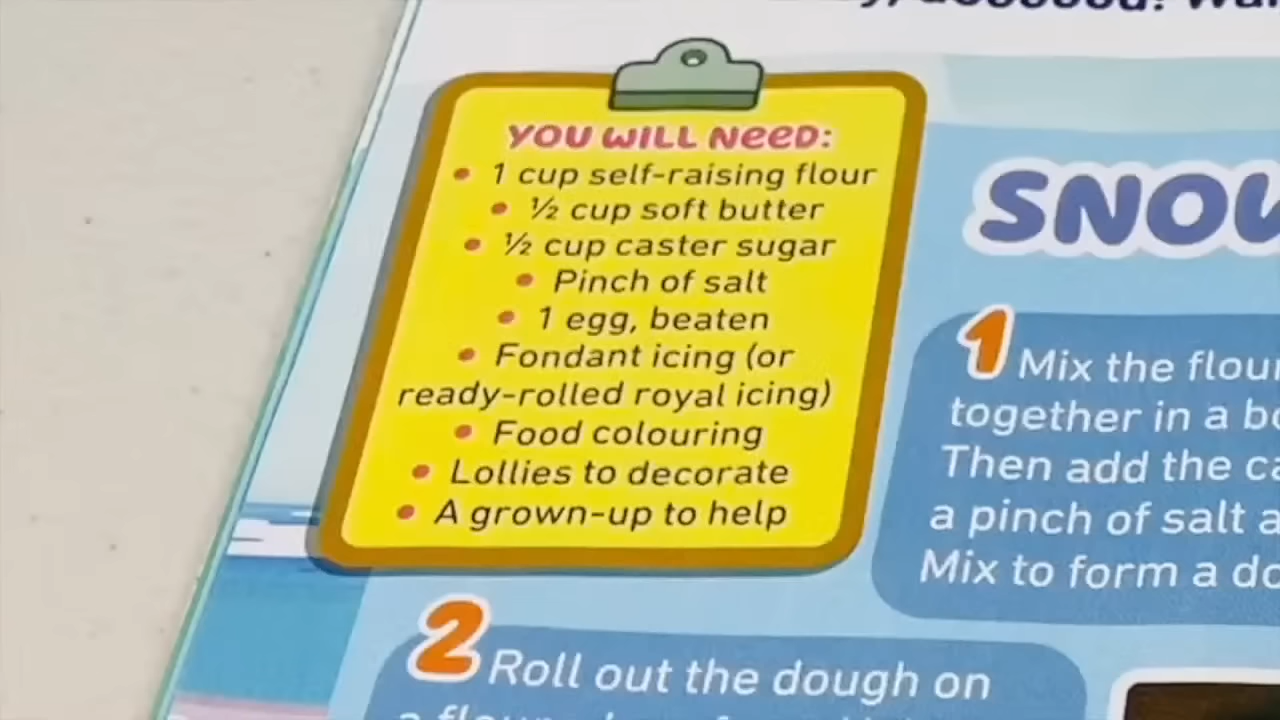 YOU WILL NEED:
• 1 cup self-raising flour
• ½ cup soft butter
• ½ cup caster sugar
• Pinch of salt
• 1 egg, beaten
• Fondant icing (or
ready-rolled royal icing)
• Food colouring
• Lollies to decorate
• A grown-up to help
1 Mix the flour
together in a
Then add the
a pinch of salt
Mix to form a
2 Roll out the dough on